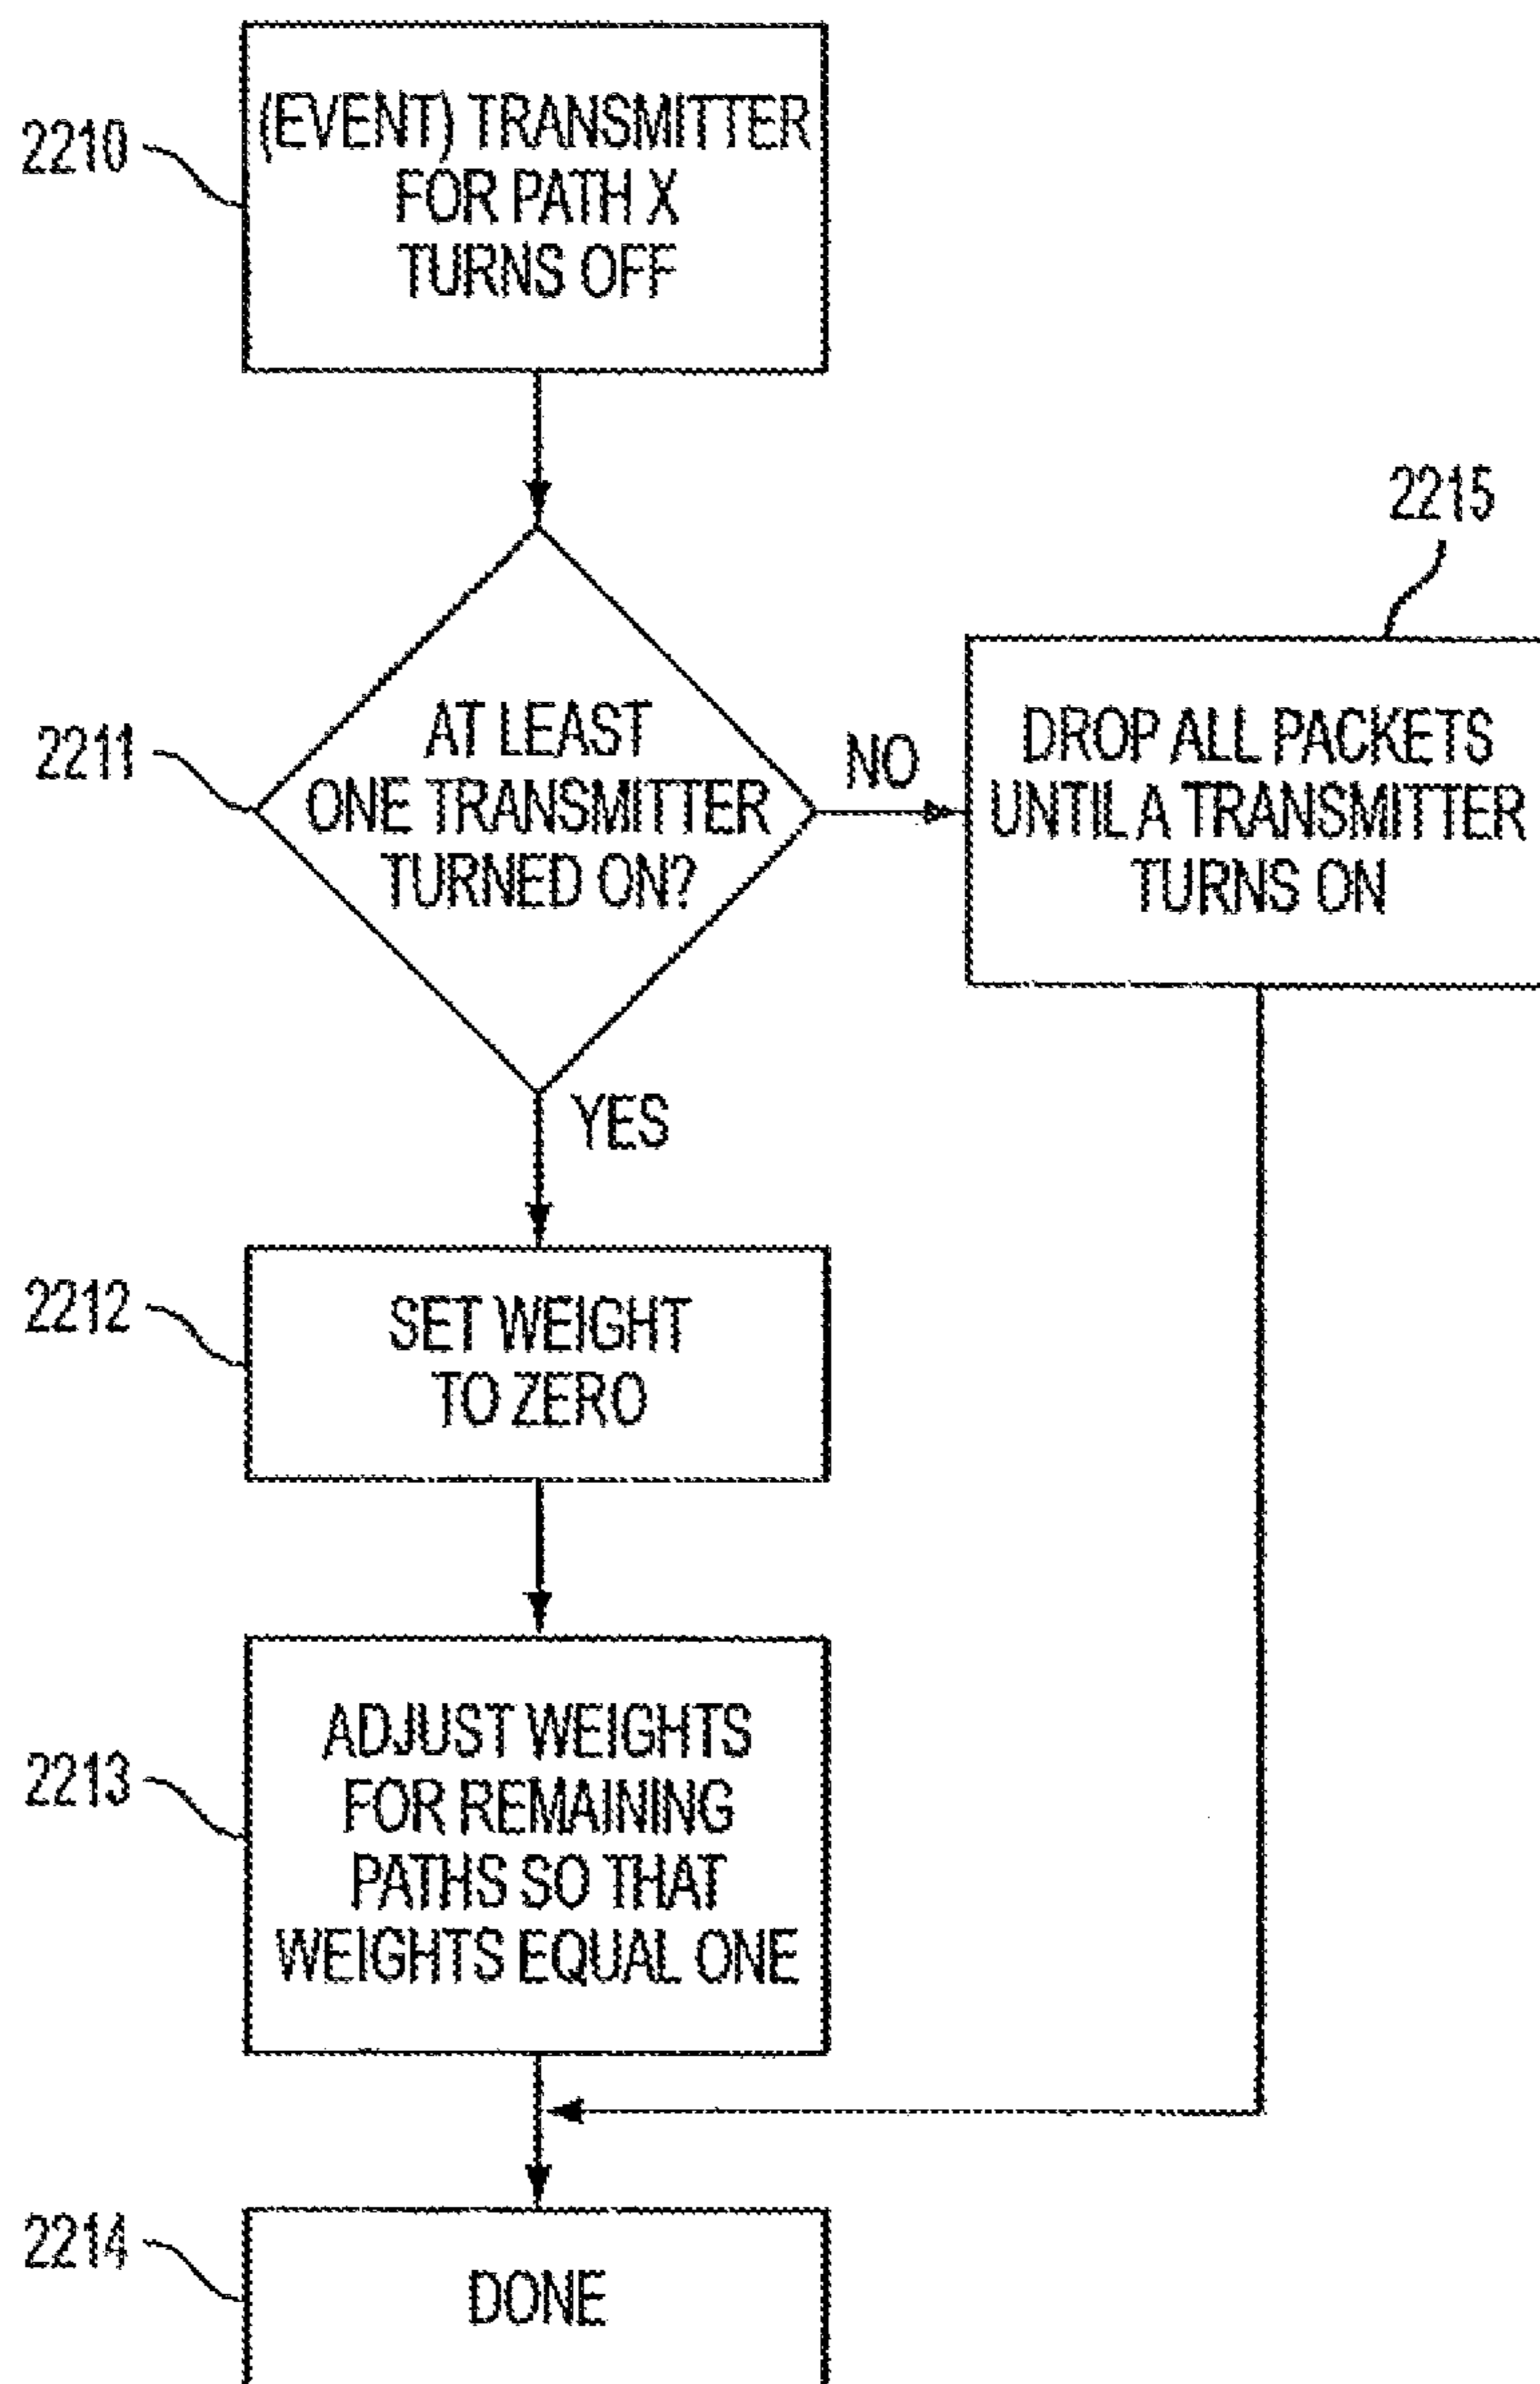 2210
(EVENT) TRANSMITTER
FOR PATH X
TURNS OFF
2211
AT LEAST
ONE TRANSMITTER
TURNED ON?
NO
2215
DROP ALL PACKETS
UNTIL A TRANSMITTER
TURNS ON
YES
2212
SET WEIGHT
TO ZERO
2213
ADJUST WEIGHTS
FOR REMAINING
PATHS SO THAT
WEIGHTS EQUAL ONE
2214
DONE